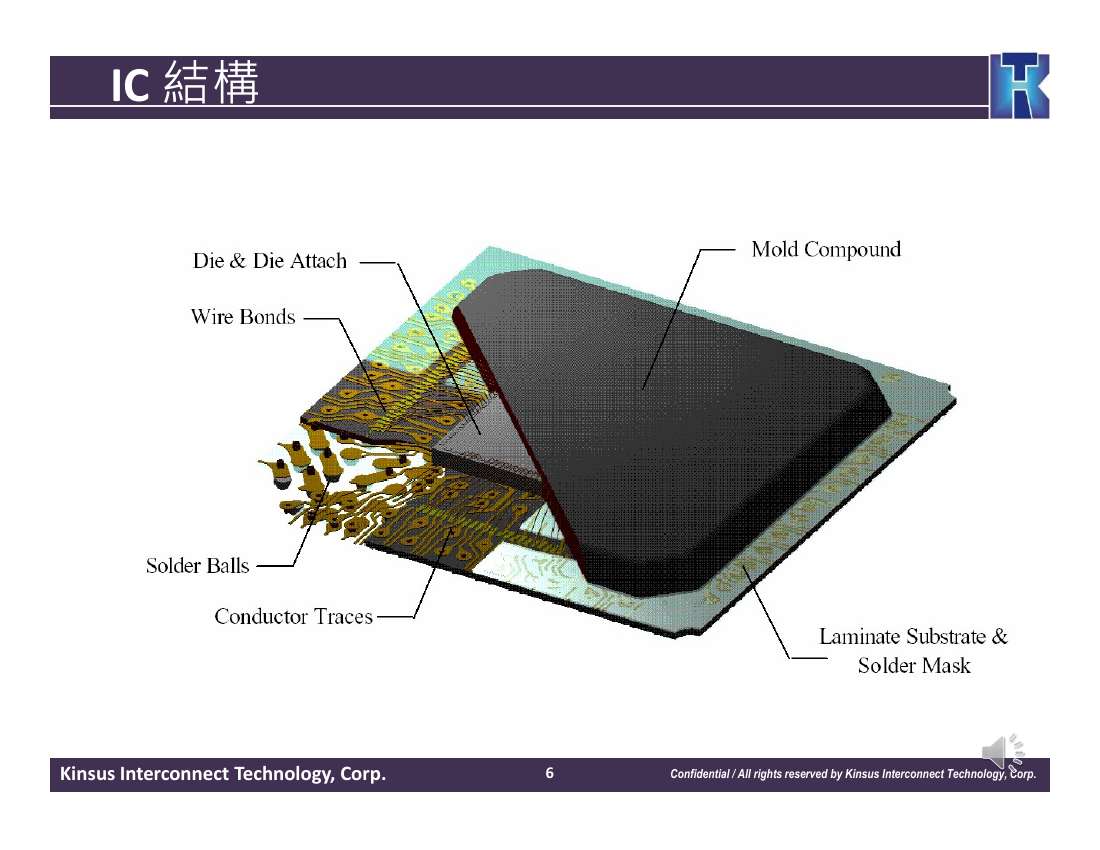 IC 結構
Die & Die Attach
Mold Compound
Wire Bonds
Solder Balls
Conductor Traces
Laminate Substrate &
Solder Mask
Kinsus Interconnect Technology, Corp.
6
Confidential / All rights reserved by Kinsus Interconnect Technology, Corp.